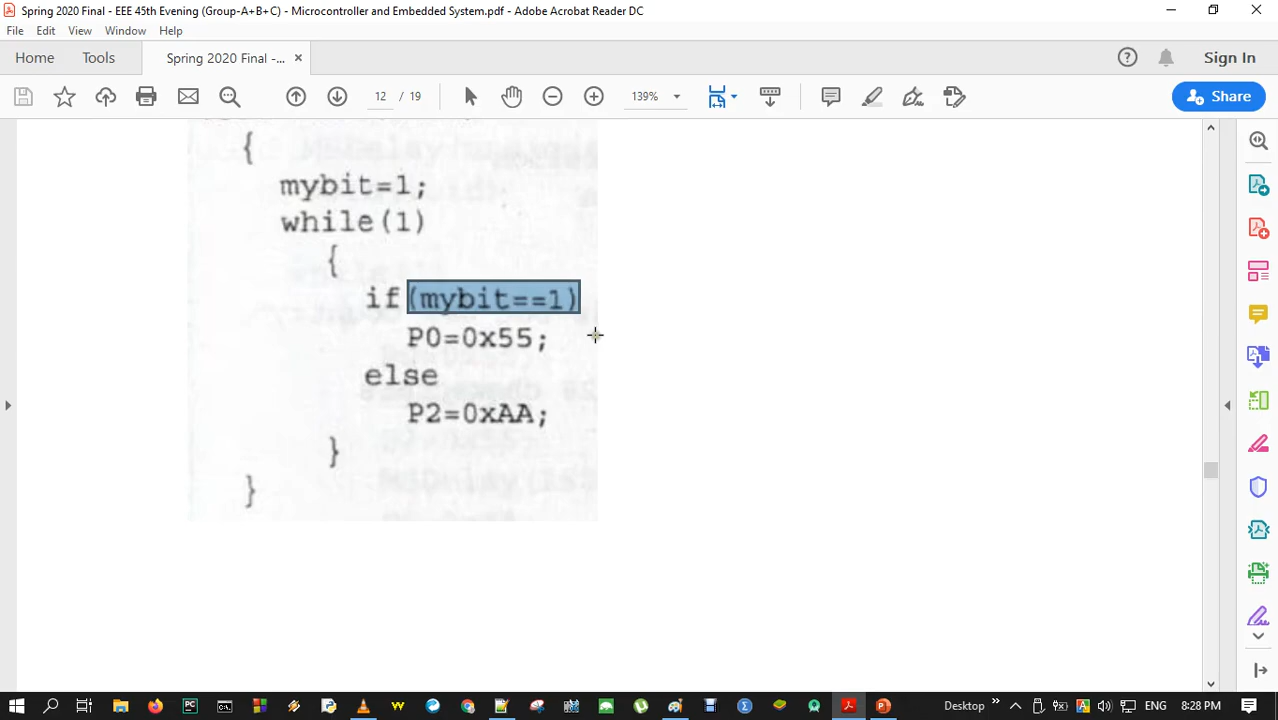 Spring 2020 Final - EEE 45th Evening (Group-A+B+C) - Microcontroller and Embedded System.pdf - Adobe Acrobat Reader DC
File Edit View Window Help
Home Tools Spring 2020 Final -... ×
Sign In
12 / 19
139%
Share
{
mybit=1;
while(1)
{
if(mybit==1)
P0=0x55;
else
P2=0xAA;
}
}
Desktop
ENG
8:28 PM